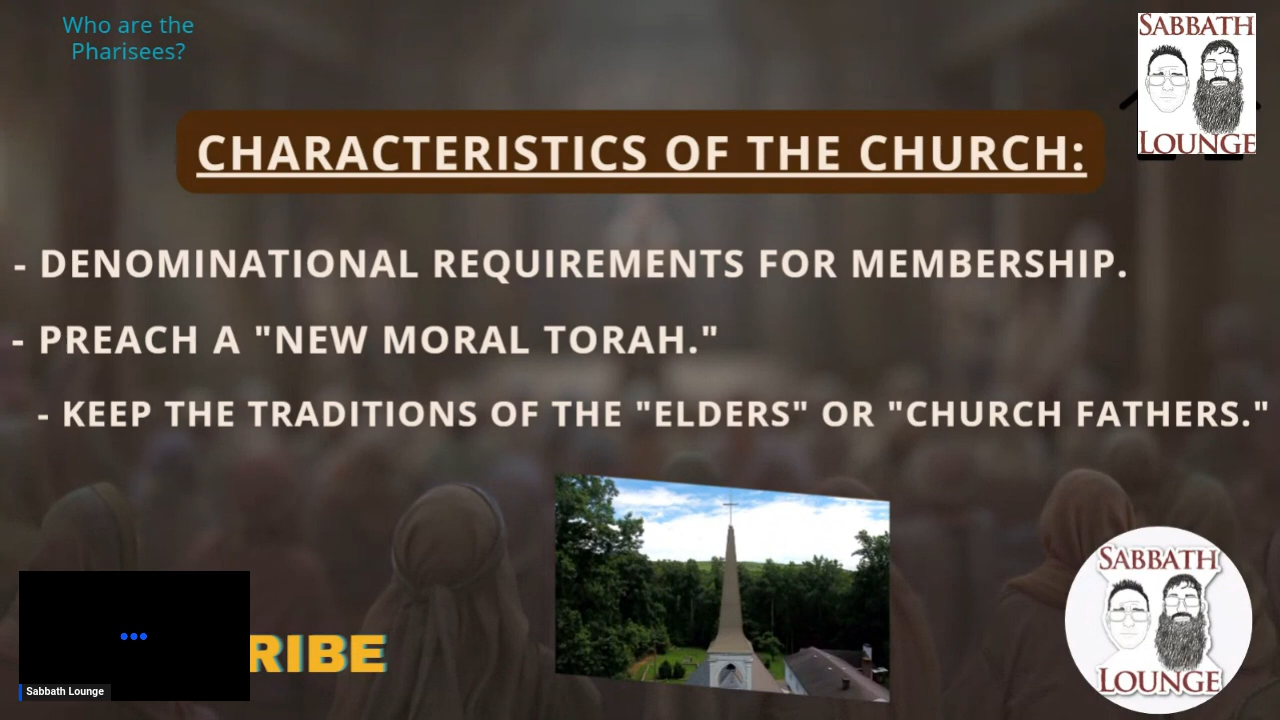 Who are the
Pharisees?
SABBATH
LOUNGE
CHARACTERISTICS OF THE CHURCH:
- DENOMINATIONAL REQUIREMENTS FOR MEMBERSHIP.
- PREACH A "NEW MORAL TORAH."
- KEEP THE TRADITIONS OF THE "ELDERS" OR "CHURCH FATHERS."
RIBE
Sabbath Lounge
SABBATH
LOUNGE